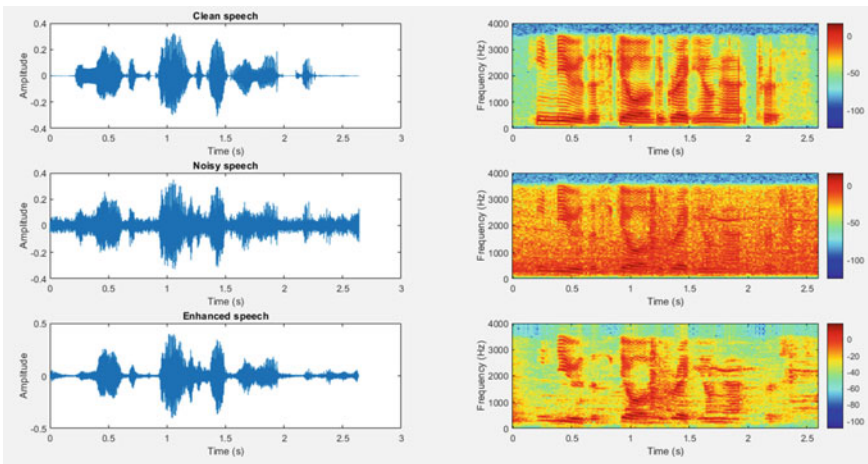 Clean speech
0.4
0.2
0
-0.2
-0.4
Amplitude
0 0.5 1 1.5 2 2.5 3
Time (s)
4000
3000
2000
1000
0
Frequency (Hz)
0 0.5 1 1.5 2 2.5
Time (s)
0
-50
-100
Noisy speech
0.4
0.2
0
-0.2
0.4
Amplitude
0 0.5 1 1.5 2 2.5 3
Time (s)
4000
3000
2000
1000
0
Frequency (Hz)
0 0.5 1 1.5 2 2.5
Time (s)
0
-50
-100
Enhanced speech
0.5
0
-0.5
Amplitude
0 0.5 1 1.5 2 2.5 3
Time (s)
4000
3000
2000
1000
0
Frequency (Hz)
0 0.5 1 1.5 2 2.5
Time (s)
0
-20
-40
-60
-80
-100